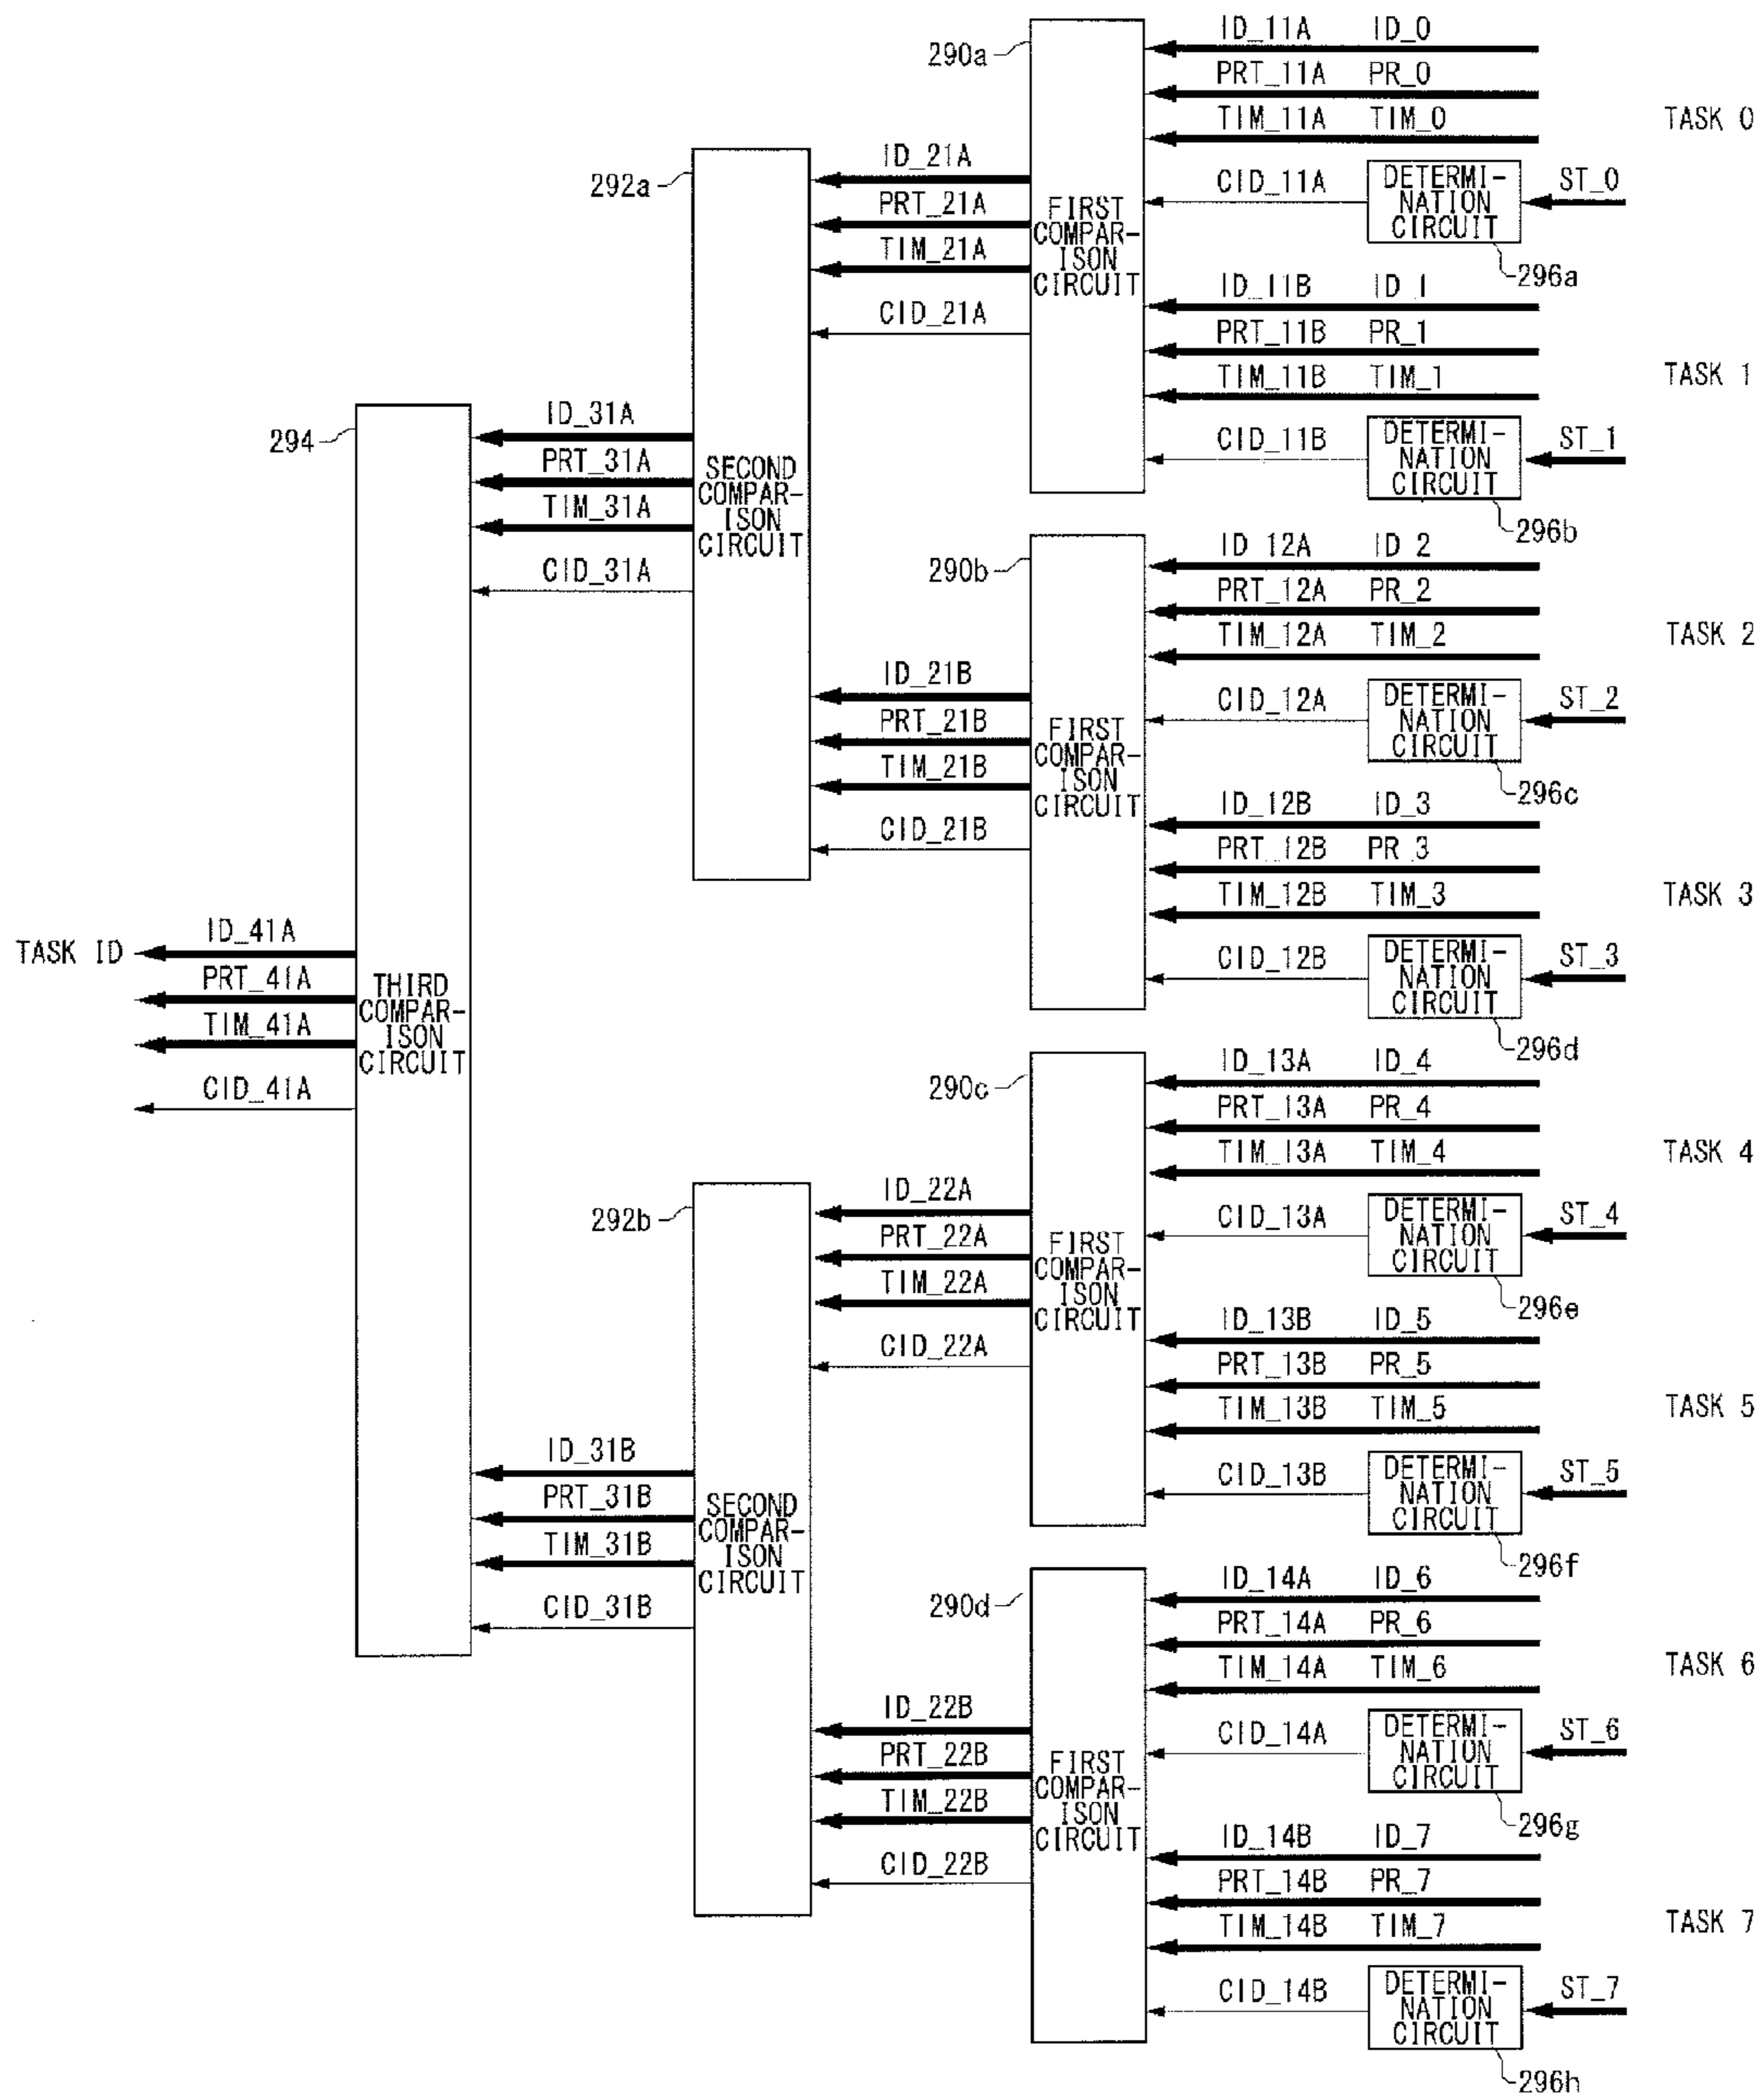 ID_11A ID_0
290a
PRT_11A PR_0
TIM_11A TIM_0
TASK 0
ID_21A
292a
CID_11A
DETERMI-
NATION
CIRCUIT
ST_0
PRT_21A
FIRST
COMPAR-
ISON
CIRCUIT
TIM_21A
296a
ID_11B ID_1
CID_21A
PRT_11B PR_1
TIM_11B TIM_1
TASK 1
ID_31A
294
CID_11B
DETERMI-
NATION
CIRCUIT
ST_1
PRT_31A
SECOND
COMPAR-
ISON
CIRCUIT
TIM_31A
296b
CID_31A
290b
ID_12A ID_2
PRT_12A PR_2
TIM_12A TIM_2
TASK 2
ID_21B
CID_12A
DETERMI-
NATION
CIRCUIT
ST_2
PRT_21B
FIRST
COMPAR-
ISON
CIRCUIT
TIM_21B
296c
CID_21B
ID_12B ID_3
PRT_12B PR_3
TIM_12B TIM_3
TASK 3
TASK ID
ID_41A
CID_12B
DETERMI-
NATION
CIRCUIT
ST_3
PRT_41A
THIRD
COMPAR-
ISON
CIRCUIT
TIM_41A
296d
CID_41A
290c
ID_13A ID_4
PRT_13A PR_4
TIM_13A TIM_4
TASK 4
ID_22A
292b
CID_13A
DETERMI-
NATION
CIRCUIT
ST_4
PRT_22A
FIRST
COMPAR-
ISON
CIRCUIT
TIM_22A
296e
CID_22A
ID_13B ID_5
PRT_13B PR_5
TIM_13B TIM_5
TASK 5
ID_31B
CID_13B
DETERMI-
NATION
CIRCUIT
ST_5
PRT_31B
SECOND
COMPAR-
ISON
CIRCUIT
TIM_31B
296f
CID_31B
290d
ID_14A ID_6
PRT_14A PR_6
TIM_14A TIM_6
TASK 6
ID_22B
CID_14A
DETERMI-
NATION
CIRCUIT
ST_6
PRT_22B
FIRST
COMPAR-
ISON
CIRCUIT
TIM_22B
296g
CID_22B
ID_14B ID_7
PRT_14B PR_7
TIM_14B TIM_7
TASK 7
CID_14B
DETERMI-
NATION
CIRCUIT
ST_7
296h